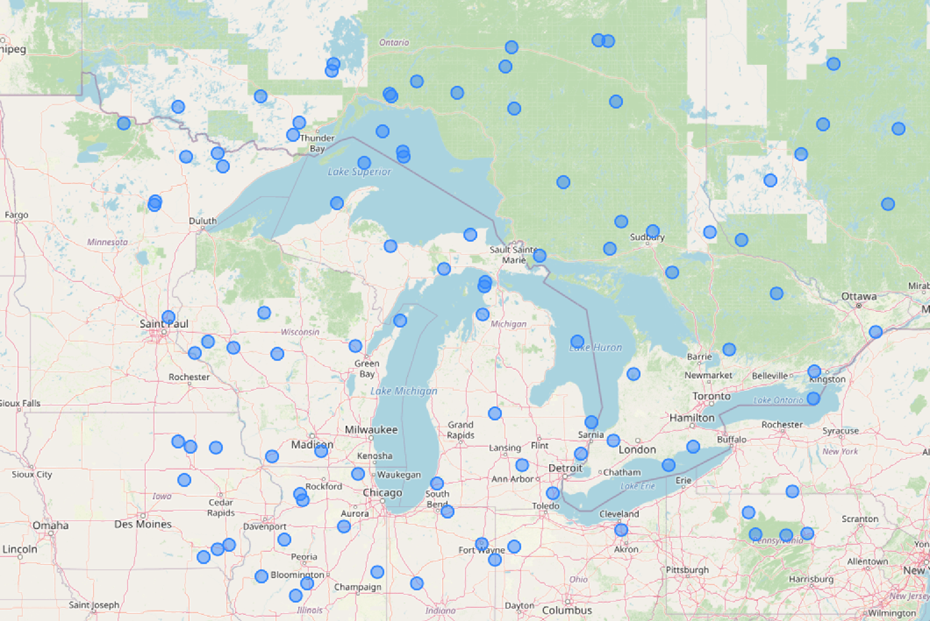 Ontario
nipeg
Thunder
Bay
Lake Superior
Fargo
Duluth
Minnesota
Sudbury
Sault Sainte
Marie
Ottawa
Saint Paul
Wisconsin
Michigan
Lake Huron
Barrie
Green
Bay
Rochester
Newmarket
Belleville
Kingston
Lake Michigan
Toronto
Lake Ontario
Sioux Falls
Hamilton
Rochester
Syracuse
Milwaukee
Grand
Rapids
Sarnia
Buffalo
Madison
Lansing
Flint
London
New York
Kenosha
Sioux City
Waukegan
Detroit
Chatham
Rockford
Ann Arbor
Erie
Lake Erie
Iowa
Chicago
South
Bend
Cedar
Rapids
Toledo
Aurora
Cleveland
Scranton
Omaha
Des Moines
Davenport
Pennsylvania
Lincoln
Peoria
Fort Wayne
Akron
Allentown
New Y
Pittsburgh
Bloomington
Harrisburg
Champaign
Ohio
New Jersey
Saint Joseph
Illinois
Indiana
Dayton
Columbus
Wilmington